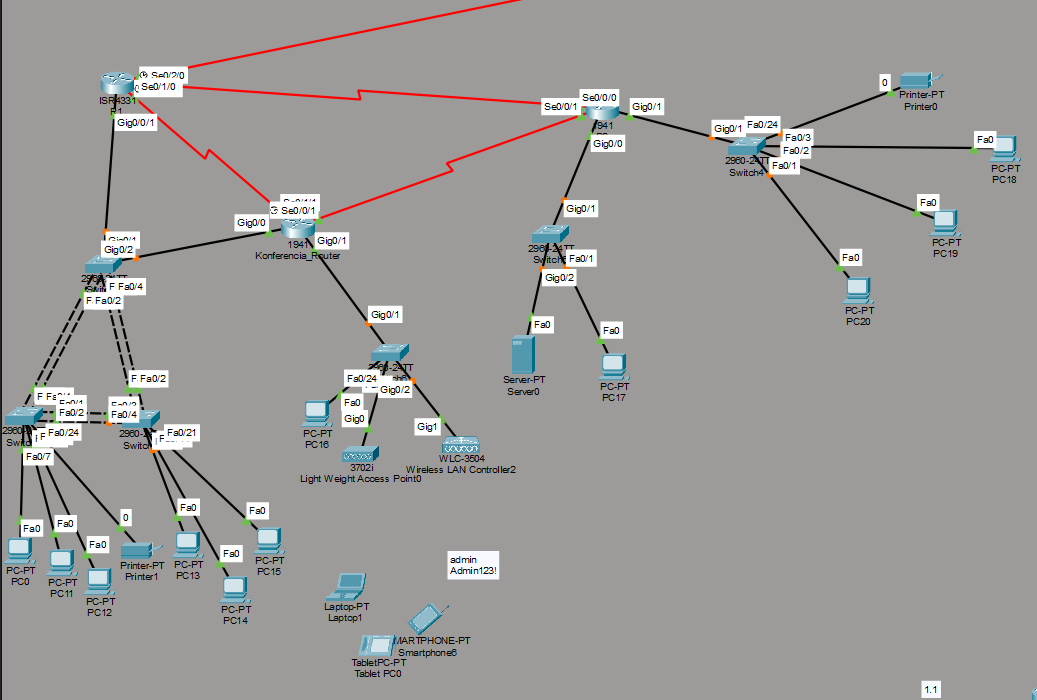 Se0/2/0
Se0/1/0
ISR4331
R1
Gig0/0/1
Se0/0/1
Se0/0/0
Gig0/1
1941
Gig0/0
Gig0/1
Fa0/24
Fa0/3
Fa0/2
Fa0/1
2960-24TT
Switch4
0
Printer-PT
Printer0
Fa0
PC-PT
PC18
Fa0
PC-PT
PC19
Fa0
PC-PT
PC20
Gig0/1
Fa0/1
Gig0/2
Fa0
Server-PT
Server0
Fa0
PC-PT
PC17
Se0/0/1
Gig0/0
Gig0/1
1941
Konferencia_Router
Gig0/1
Gig0/2
Fa0/4
Fa0/2
Gig0/1
Fa0/24
Gig0/2
Fa0
PC-PT
PC16
Gig0
3702i
Light Weight Access Point0
Gig1
WLC-3504
Wireless LAN Controller2
Fa0/2
Fa0/2
Fa0/4
Fa0/24
Fa0/7
Fa0/21
Fa0
PC-PT
PC0
Fa0
PC-PT
PC11
Fa0
PC-PT
PC12
0
Printer-PT
Printer1
Fa0
PC-PT
PC13
Fa0
PC-PT
PC14
Fa0
PC-PT
PC15
admin
Admin123!
Laptop-PT
Laptop1
SMARTPHONE-PT
Smartphone6
TabletPC-PT
Tablet PC0
1.1